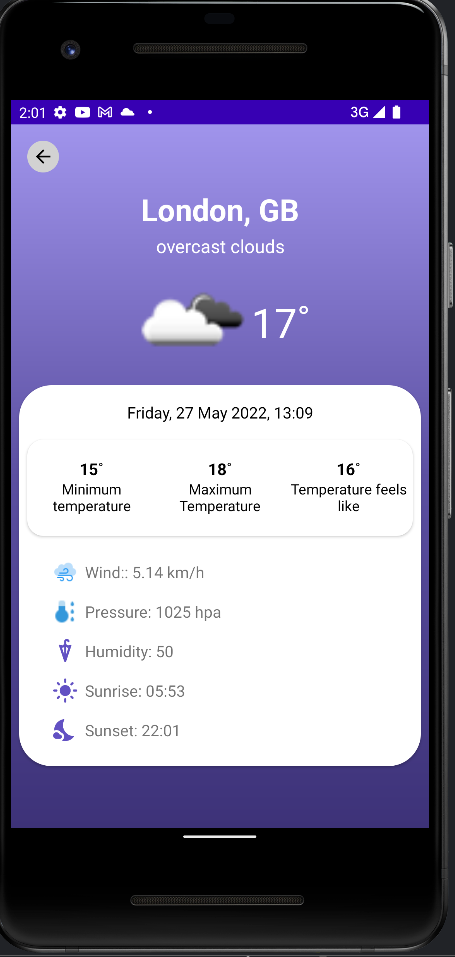 2:01 3G
London, GB
overcast clouds
17°
Friday, 27 May 2022, 13:09
15° 18° 16°
Minimum Maximum Temperature feels
temperature Temperature like
Wind:: 5.14 km/h
Pressure: 1025 hpa
Humidity: 50
Sunrise: 05:53
Sunset: 22:01